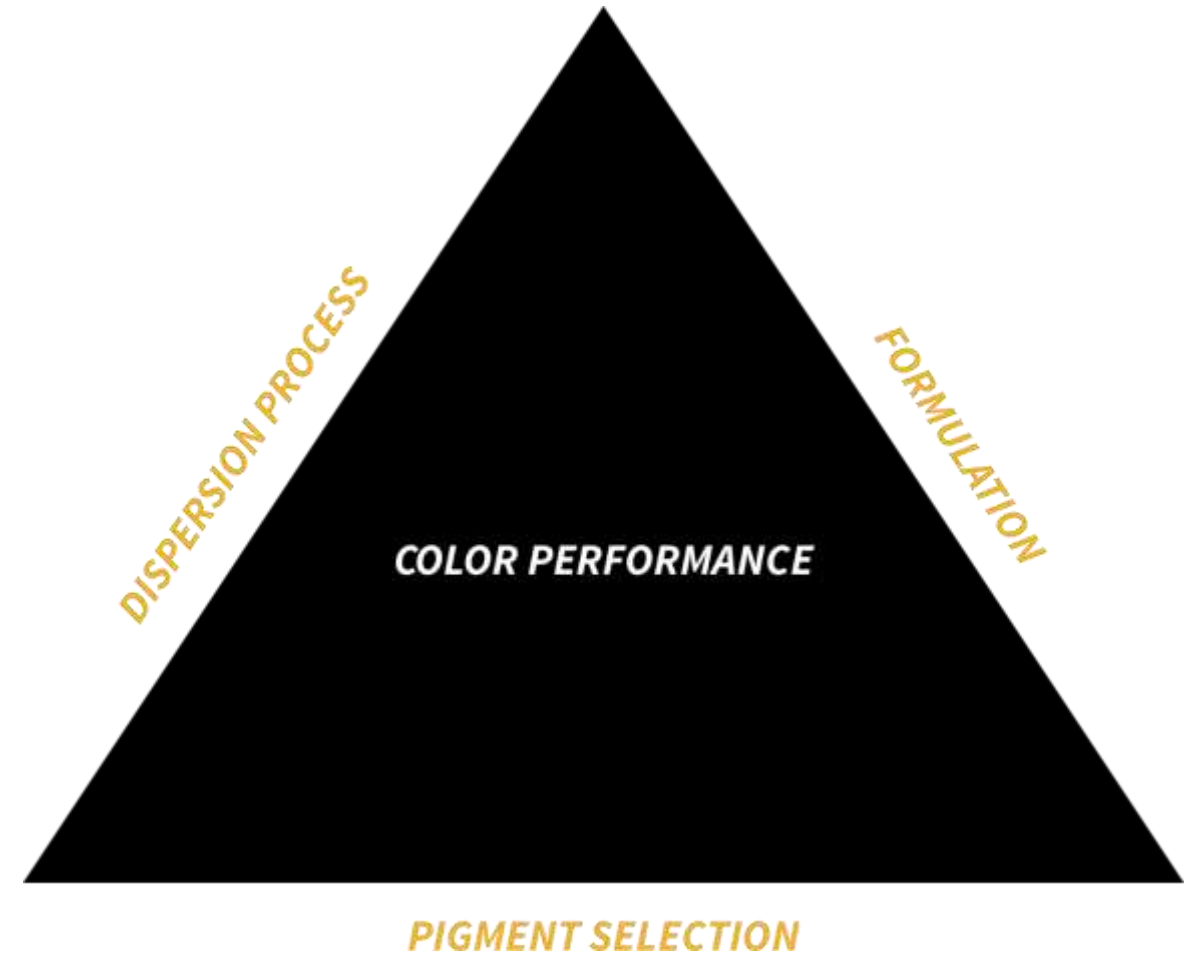 DISPERSION PROCESS
FORMULATION
COLOR PERFORMANCE
PIGMENT SELECTION